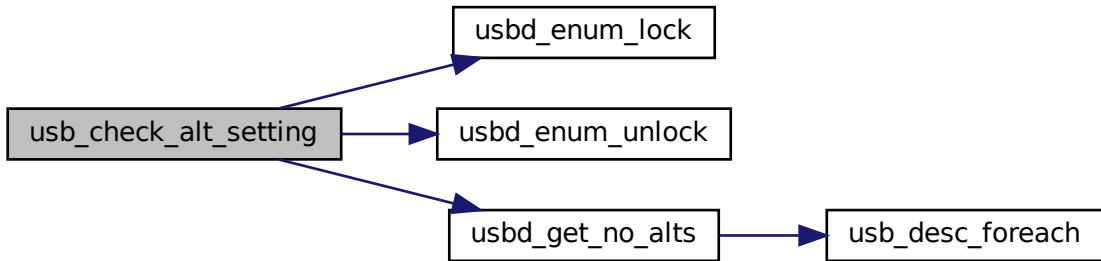 usbd_enum_lock
usb_check_alt_setting
usbd_enum_unlock
usbd_get_no_alts
usb_desc_foreach